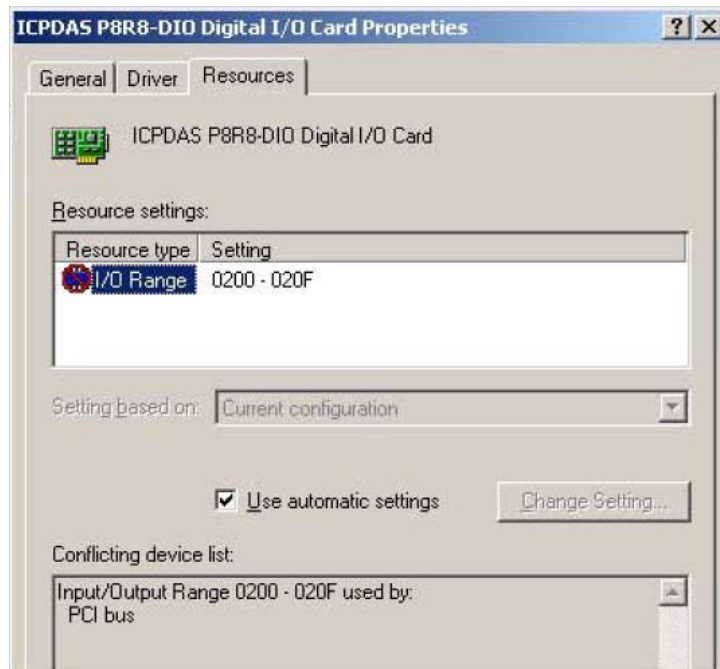 ICPDAS P8R8-DIO Digital I/O Card Properties
General Driver Resources
ICPDAS P8R8-DIO Digital I/O Card
Resource settings:
Resource type Setting
I/O Range 0200 - 020F
Setting based on: Current configuration
Use automatic settings Change Setting...
Conflicting device list:
Input/Output Range 0200 - 020F used by:
PCI bus